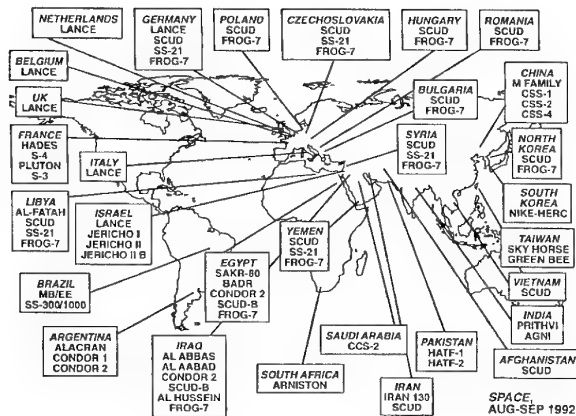 NETHERLANDS
LANCE
GERMANY
LANCE
SCUD
SS-21
FROG-7
POLAND
SCUD
FROG-7
CZECHOSLOVAKIA
SCUD
SS-21
FROG-7
HUNGARY
SCUD
FROG-7
ROMANIA
SCUD
FROG-7
BELGIUM
LANCE
UK
LANCE
BULGARIA
SCUD
FROG-7
CHINA
M FAMILY
CSS-1
CSS-2
CSS-4
FRANCE
HADES
S-4
PLUTON
S-3
ITALY
LANCE
SYRIA
SCUD
SS-21
FROG-7
NORTH
KOREA
SCUD
FROG-7
LIBYA
AL-FATAH
SCUD
SS-21
FROG-7
ISRAEL
LANCE
JERICHO I
JERICHO II
JERICHO II B
YEMEN
SCUD
SS-21
FROG-7
SOUTH
KOREA
NIKE-HERC
TAIWAN
SKY HORSE
GREEN BEE
BRAZIL
MB/EE
SS-300/1000
EGYPT
SAKR-80
BADR
CONDOR 2
SCUD-B
FROG-7
VIETNAM
SCUD
INDIA
PRITHVI
AGNI
ARGENTINA
ALACRAN
CONDOR 1
CONDOR 2
IRAQ
AL ABBAS
AL AABAD
CONDOR 2
SCUD-B
AL HUSSEIN
FROG-7
SOUTH AFRICA
ARNISTON
SAUDI ARABIA
CCS-2
IRAN
IRAN 130
SCUD
PAKISTAN
HATF-1
HATF-2
AFGHANISTAN
SCUD
SPACE,
AUG-SEP 1992